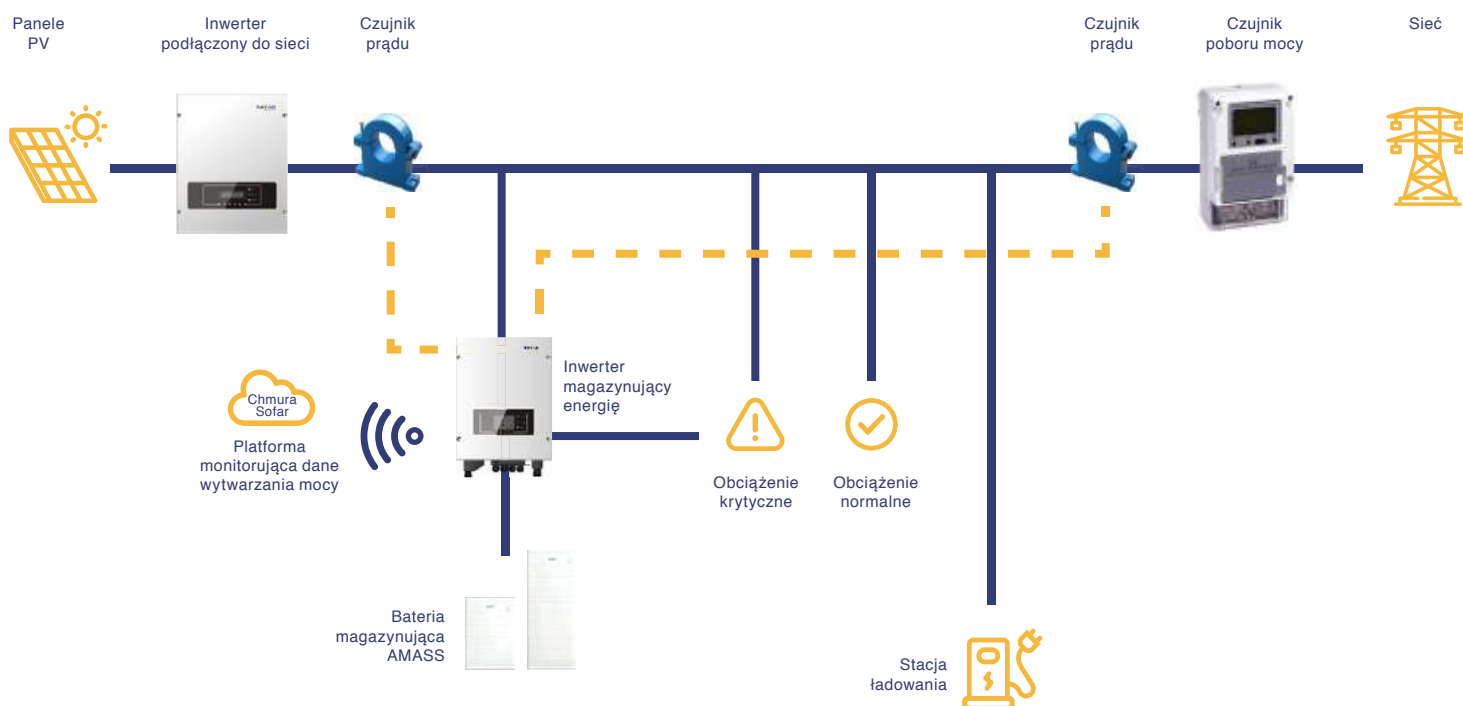 Panele
PV
Inwerter
podłączony do sieci
Czujnik
prądu
Czujnik
prądu
Czujnik
poboru mocy
Sieć
Inwerter
magazynujący
energię
Chmura
Sofar
Platforma
monitorująca dane
wytwarzania mocy
Obciążenie
krytyczne
Obciążenie
normalne
Bateria
magazynująca
AMASS
Stacja
ładowania